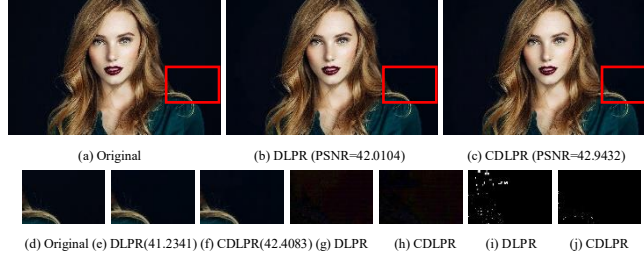 (a) Original (b) DLPR (PSNR=42.0104) (c) CDLPR (PSNR=42.9432)
(d) Original (e) DLPR(41.2341) (f) CDLPR(42.4083) (g) DLPR (h) CDLPR (i) DLPR (j) CDLPR